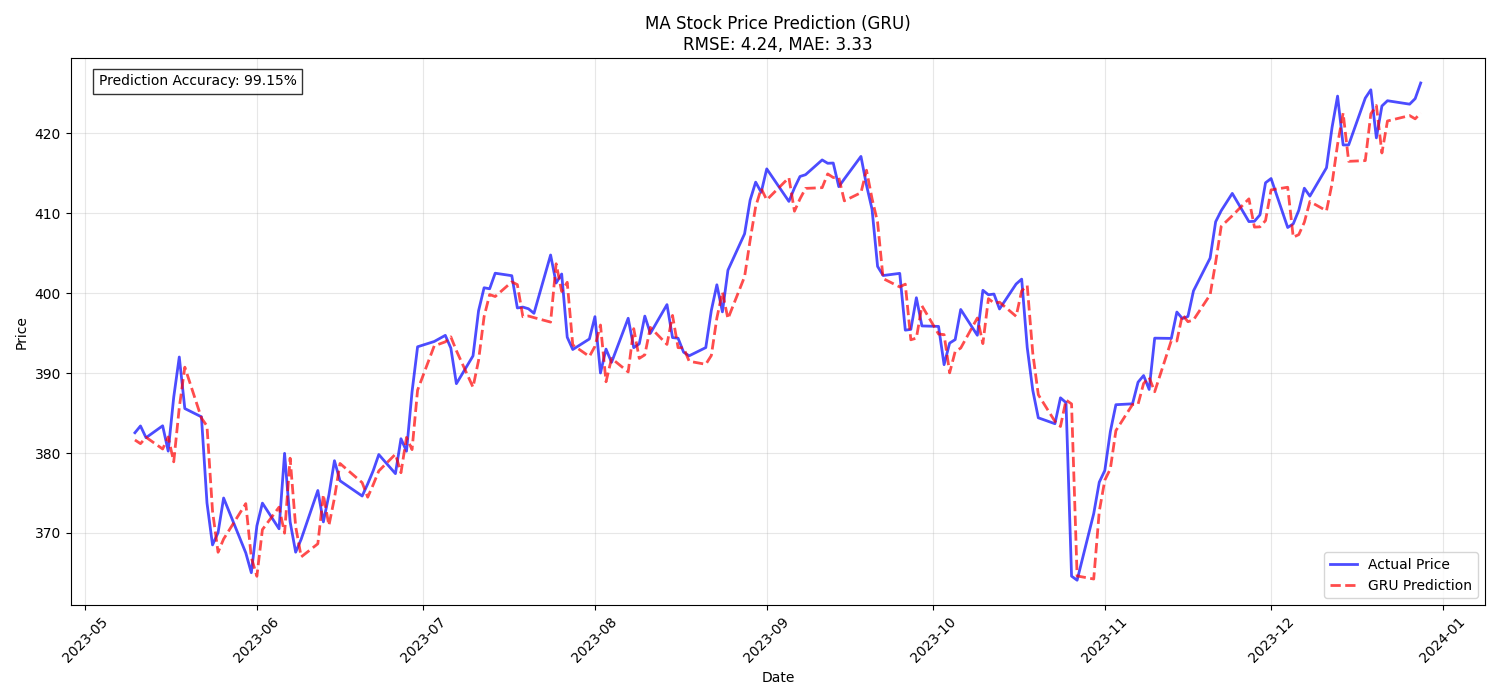 MA Stock Price Prediction (GRU)
RMSE: 4.24, MAE: 3.33
Prediction Accuracy: 99.15%
Price
420
410
400
390
380
370
Actual Price
GRU Prediction
2023-05
2023-06
2023-07
2023-08
2023-09
2023-10
2023-11
2023-12
2024-01
Date